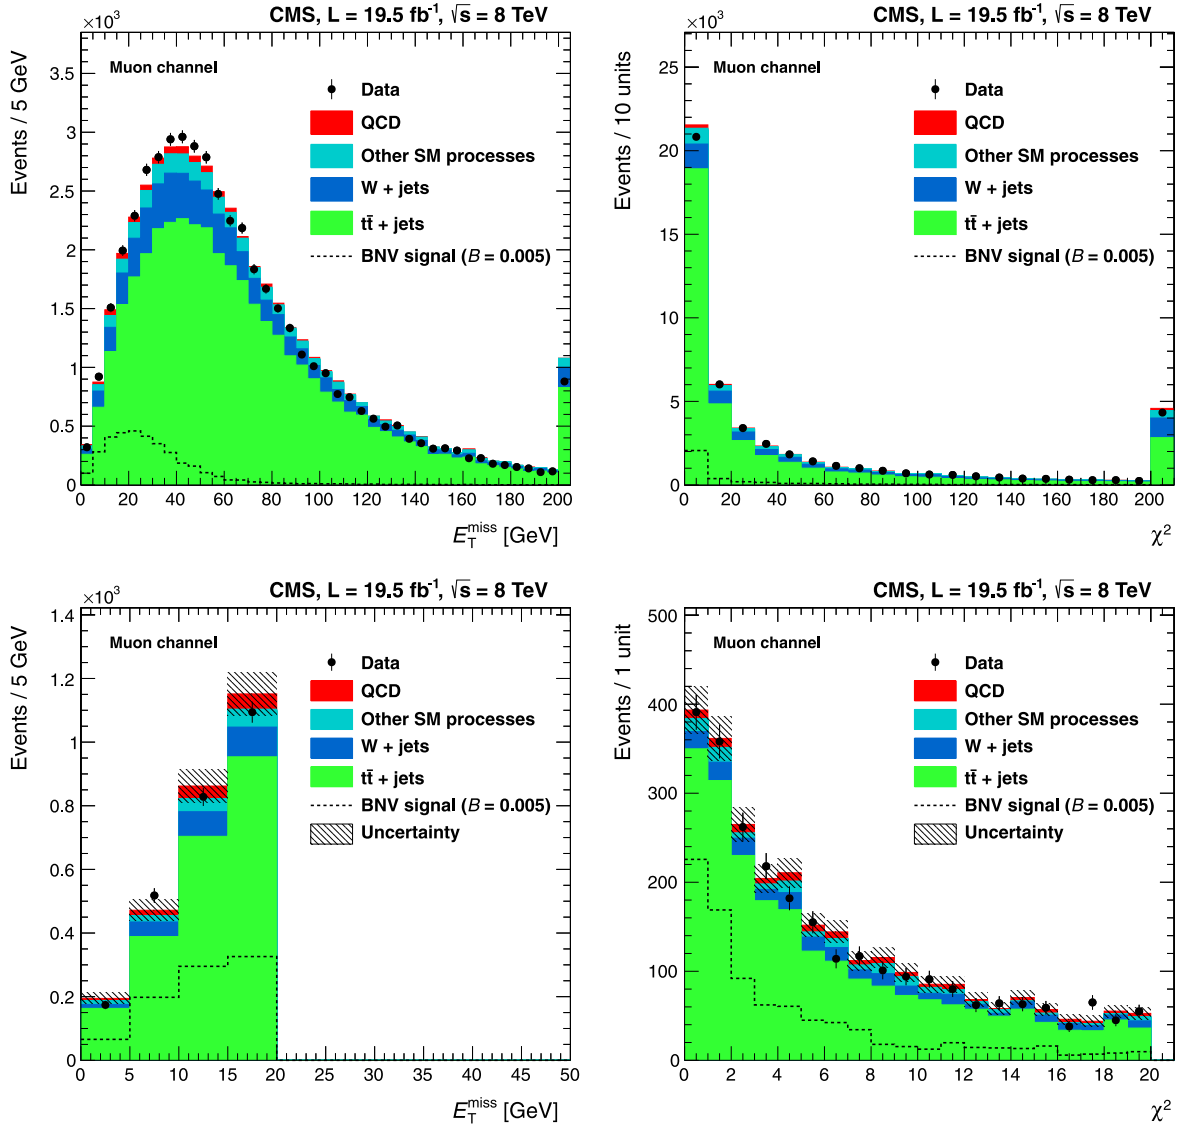 CMS, L = 19.5 fb⁻¹, √s = 8 TeV
×10³
Events / 5 GeV
Muon channel
Data
QCD
Other SM processes
W + jets
tt̄ + jets
BNV signal (B = 0.005)
3.5
3
2.5
2
1.5
1
0.5
0
0 20 40 60 80 100 120 140 160 180 200
E_T^miss [GeV]
CMS, L = 19.5 fb⁻¹, √s = 8 TeV
×10³
Events / 10 units
Muon channel
Data
QCD
Other SM processes
W + jets
tt̄ + jets
BNV signal (B = 0.005)
25
20
15
10
5
0
0 20 40 60 80 100 120 140 160 180 200
χ²
CMS, L = 19.5 fb⁻¹, √s = 8 TeV
×10³
Events / 5 GeV
Muon channel
Data
QCD
Other SM processes
W + jets
tt̄ + jets
BNV signal (B = 0.005)
Uncertainty
1.4
1.2
1
0.8
0.6
0.4
0.2
0
0 5 10 15 20 25 30 35 40 45 50
E_T^miss [GeV]
CMS, L = 19.5 fb⁻¹, √s = 8 TeV
Events / 1 unit
Muon channel
Data
QCD
Other SM processes
W + jets
tt̄ + jets
BNV signal (B = 0.005)
Uncertainty
500
400
300
200
100
0
0 2 4 6 8 10 12 14 16 18 20
χ²